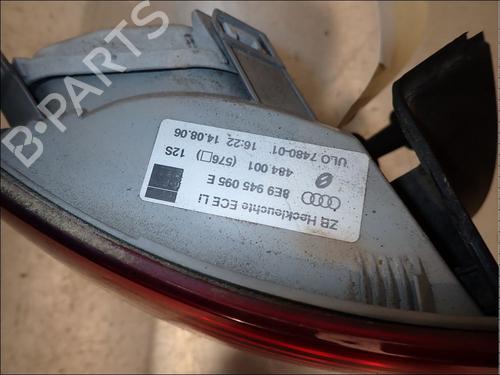 ZB Heckleuchte ECE Li
8E9 945 095 E
484 001 (576□) 12S
ULO 7480-01 16:22 14.08.06
B-PARTS